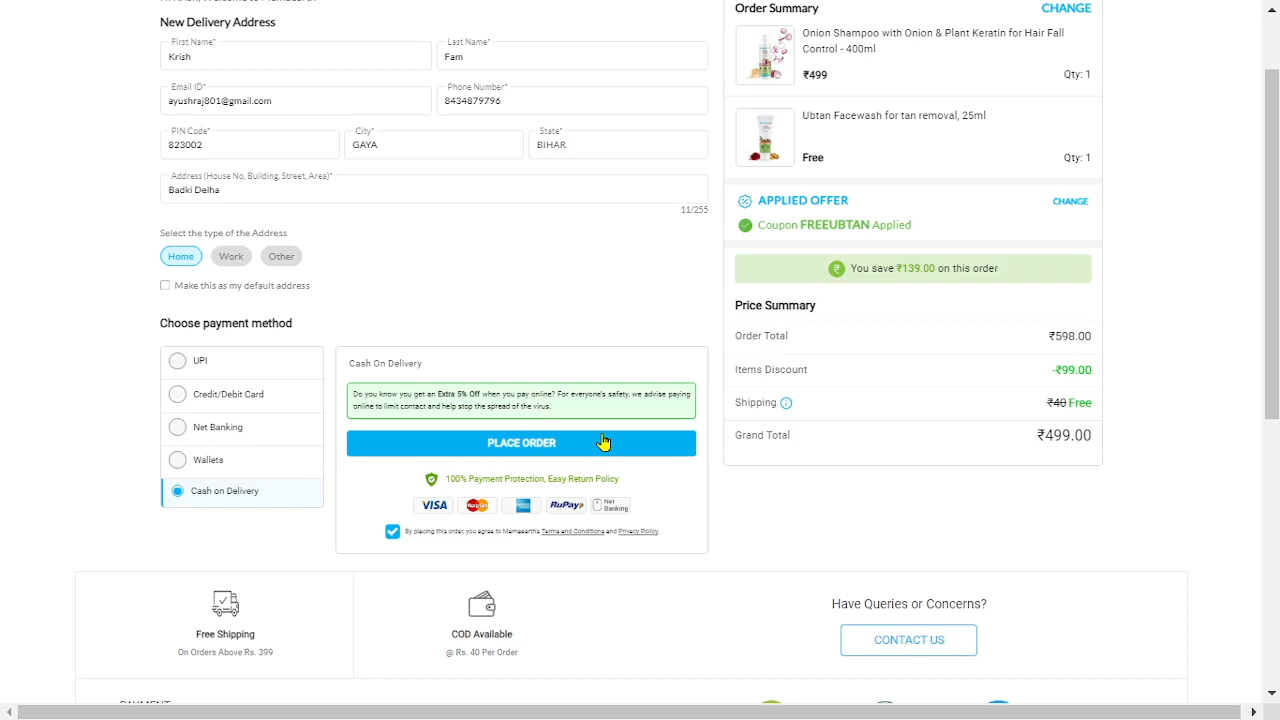 New Delivery Address
First Name*
Krish
Last Name*
Fam
Email ID*
ayushraj801@gmail.com
Phone Number*
8434879796
PIN Code*
823002
City*
GAYA
State*
BIHAR
Address (House No, Building, Street, Area)*
Badki Delha
11/255
Select the type of the Address
Home
Work
Other
Make this as my default address
Choose payment method
UPI
Credit/Debit Card
Net Banking
Wallets
Cash on Delivery
Cash On Delivery
Do you know you get an Extra 5% Off when you pay online? For everyone's safety, we advise paying
online to limit contact and help stop the spread of the virus.
PLACE ORDER
100% Payment Protection, Easy Return Policy
VISA
RuPay
Net
Banking
By placing this order, you agree to Mamaearth's Terms and Conditions and Privacy Policy.
Order Summary
CHANGE
Onion Shampoo with Onion & Plant Keratin for Hair Fall
Control - 400ml
₹499
Qty: 1
Ubtan Facewash for tan removal, 25ml
Free
Qty: 1
APPLIED OFFER
CHANGE
Coupon FREEUBTAN Applied
You save ₹139.00 on this order
Price Summary
Order Total
₹598.00
Items Discount
-₹99.00
Shipping
₹40 Free
Grand Total
₹499.00
Free Shipping
On Orders Above Rs. 399
COD Available
@ Rs. 40 Per Order
Have Queries or Concerns?
CONTACT US